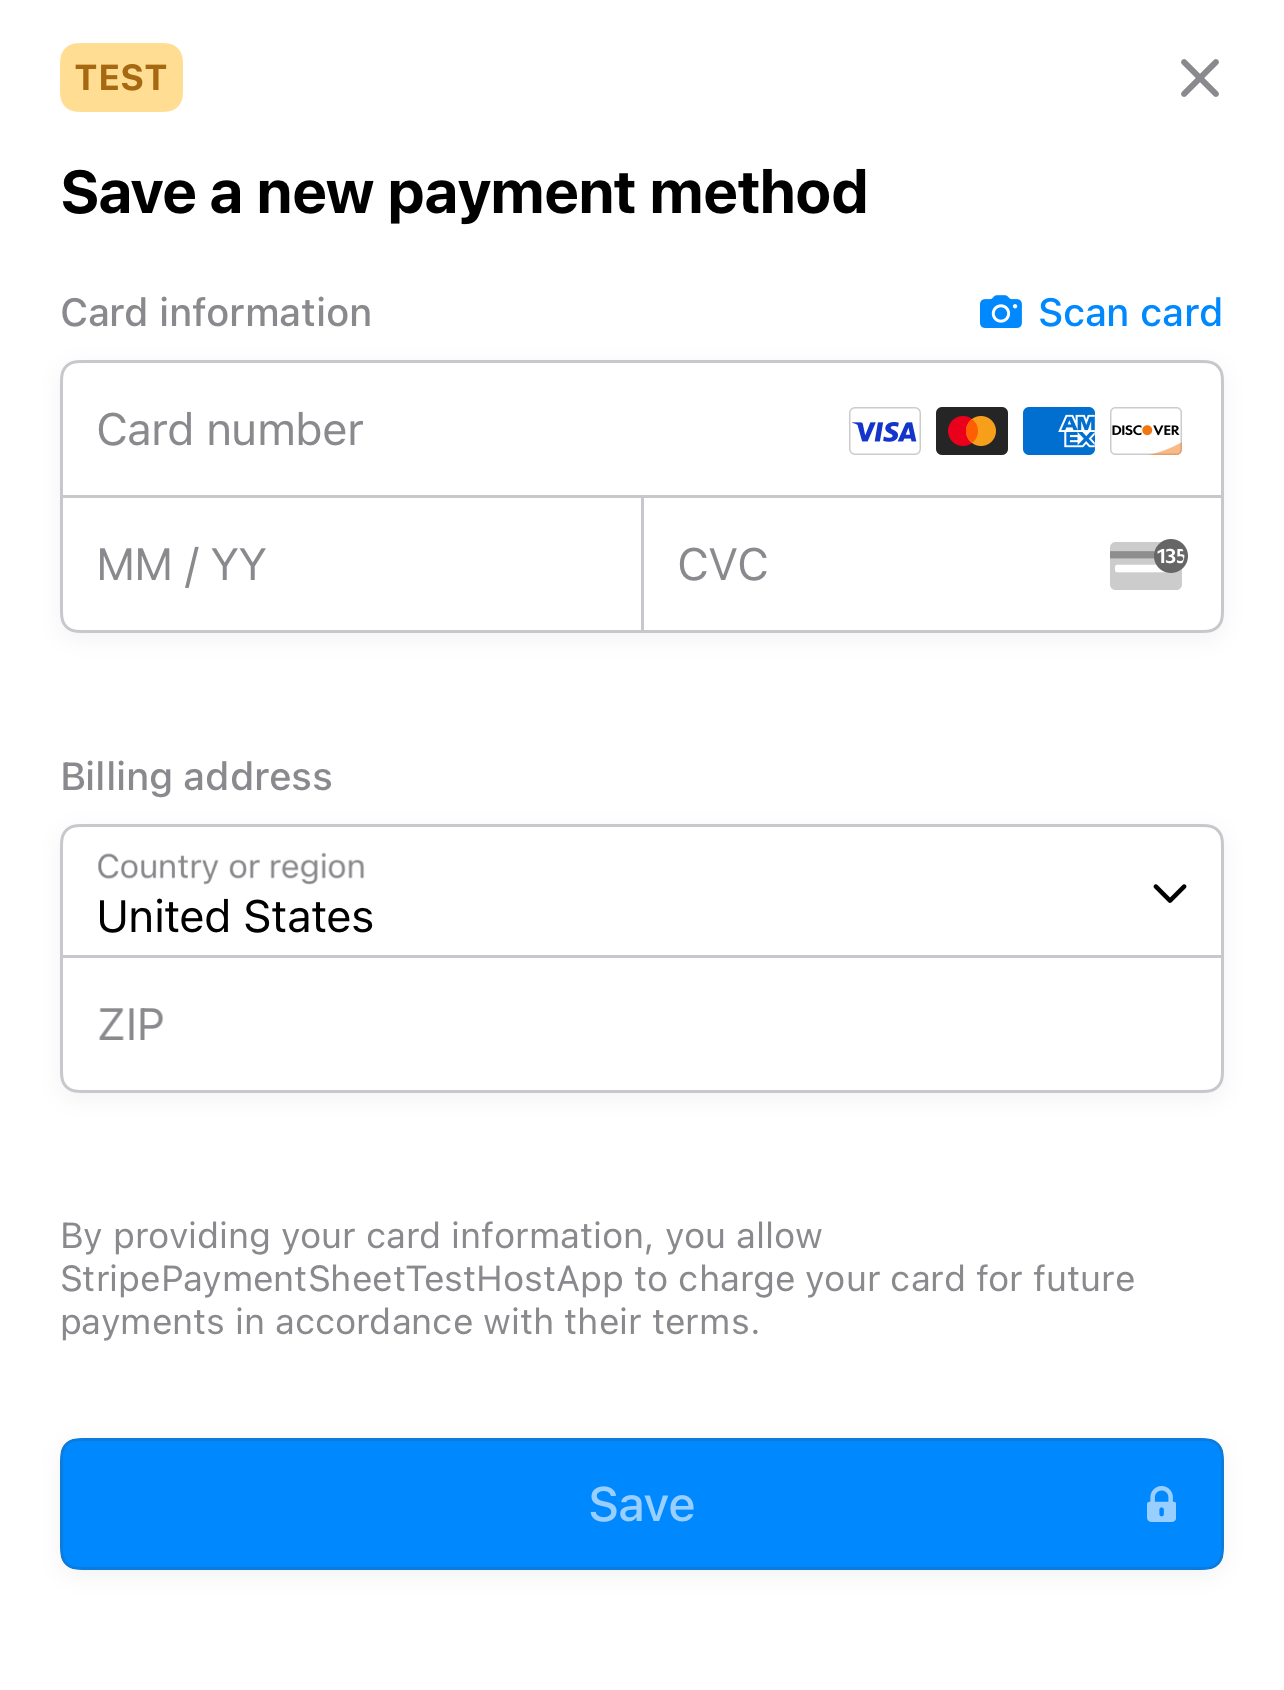 TEST
Save a new payment method
Card information
Scan card
Card number
VISA
AM
EX
DISCOVER
MM / YY
CVC
135
Billing address
Country or region
United States
ZIP
By providing your card information, you allow
StripePaymentSheetTestHostApp to charge your card for future
payments in accordance with their terms.
Save